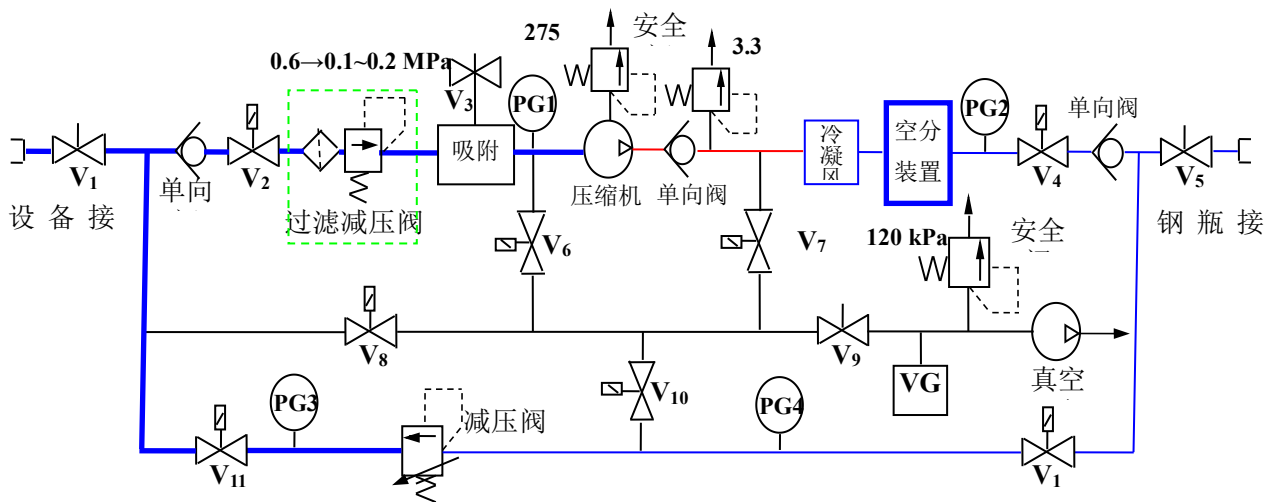 275
安全
3.3
0.6→0.1~0.2 MPa
V3
PG1
PG2
单向阀
吸附
冷凝
空分
装置
V1
单向
V2
压缩机
单向阀
V4
V5
设 备 接
过滤减压阀
钢 瓶 接
V6
V7
120 kPa
安全
V8
V9
V10
VG
真空
PG3
减压阀
PG4
V11
V1